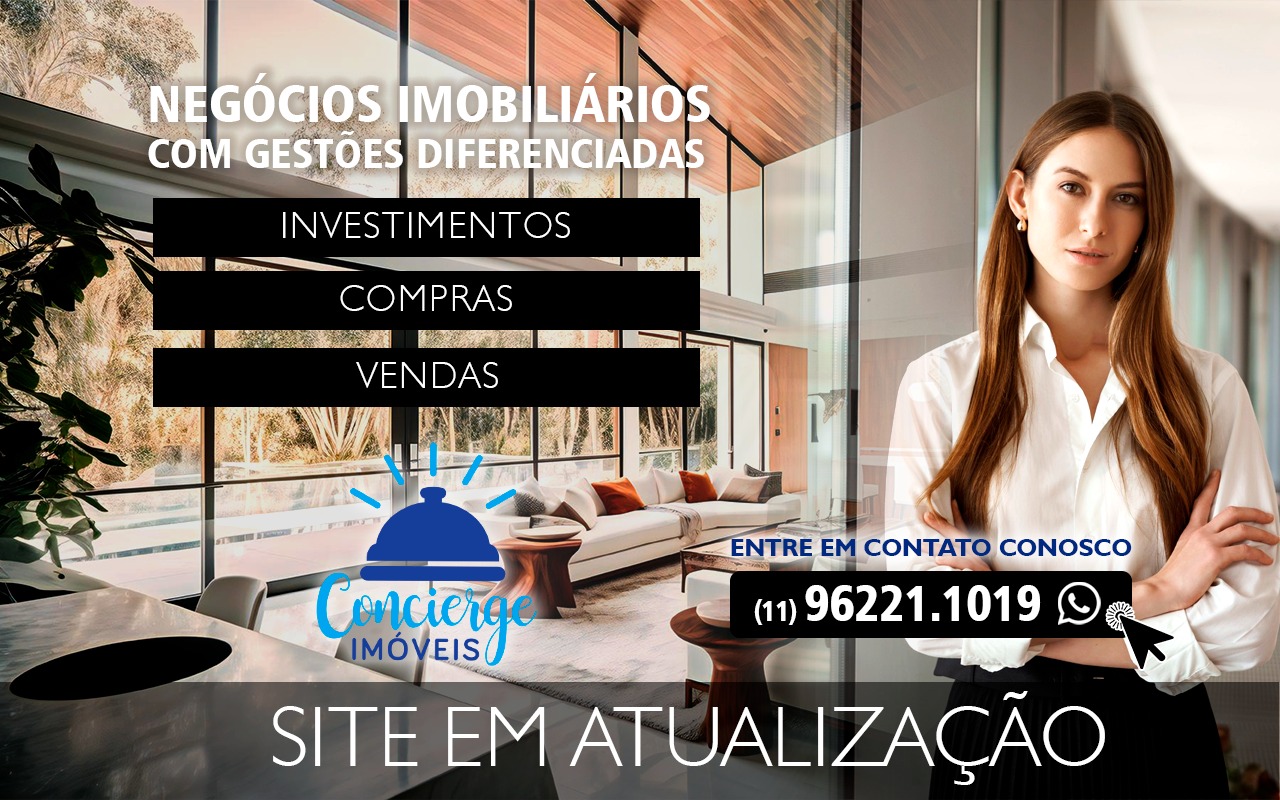 NEGÓCIOS IMOBILIÁRIOS
COM GESTÕES DIFERENCIADAS
INVESTIMENTOS
COMPRAS
VENDAS
Concierge
IMÓVEIS
ENTRE EM CONTATO CONOSCO
(11) 96221.1019
SITE EM ATUALIZAÇÃO